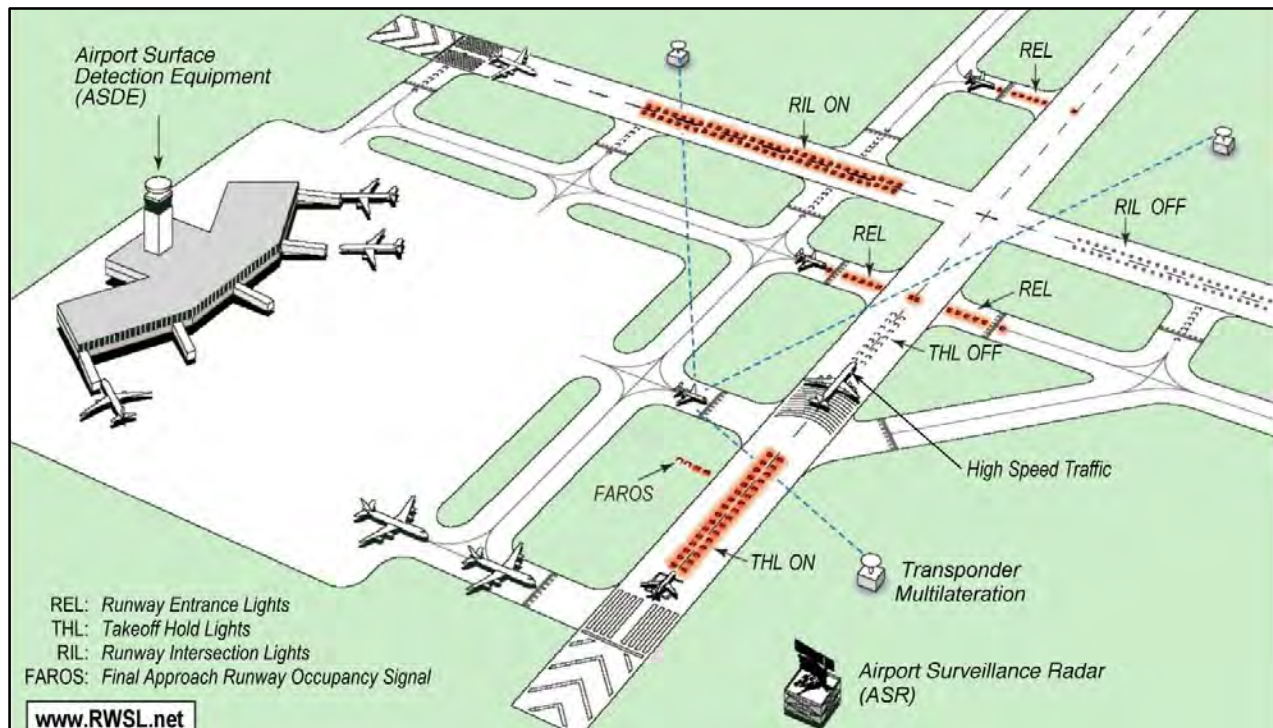 Airport Surface
Detection Equipment
(ASDE)
REL
RIL ON
RIL OFF
REL
REL
THL OFF
High Speed Traffic
FAROS
THL ON
Transponder
Multilateration
REL: Runway Entrance Lights
THL: Takeoff Hold Lights
RIL: Runway Intersection Lights
FAROS: Final Approach Runway Occupancy Signal
Airport Surveillance Radar
(ASR)
www.RWSL.net